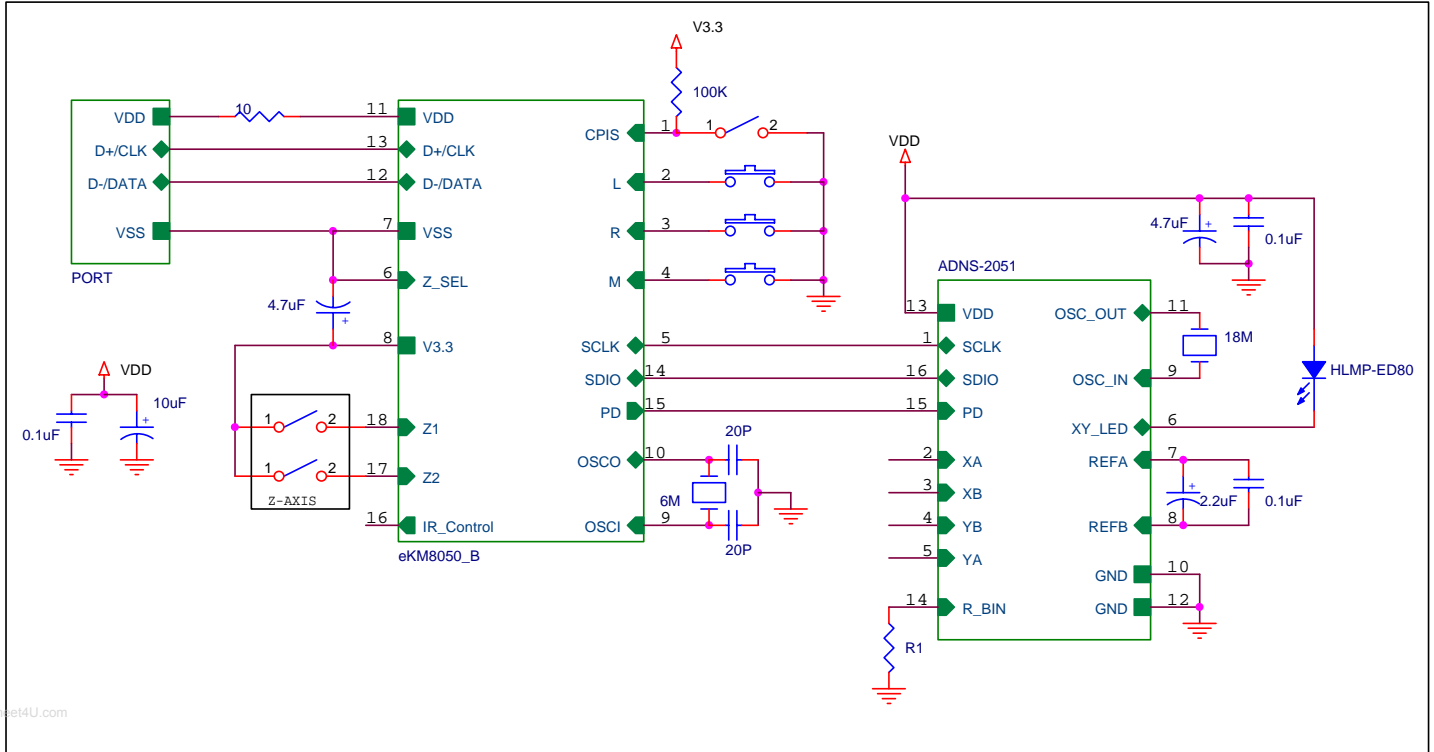 V3.3
100K
VDD
D+/CLK
D-/DATA
VSS
PORT
10
11
13
12
7
6
8
18
17
16
VDD
D+/CLK
D-/DATA
VSS
Z_SEL
V3.3
Z1
Z2
IR_Control
eKM8050_B
4.7uF
VDD
0.1uF
10uF
1 2
1 2
Z-AXIS
CPIS
L
R
M
SCLK
SDIO
PD
OSCO
OSCI
1
2
3
4
5
14
15
10
9
1 2
20P
6M
20P
VDD
ADNS-2051
13
1
16
15
2
3
4
5
14
VDD
SCLK
SDIO
PD
XA
XB
YB
YA
R_BIN
R1
OSC_OUT
OSC_IN
XY_LED
REFA
REFB
GND
GND
11
9
6
7
8
10
12
4.7uF
0.1uF
18M
HLMP-ED80
2.2uF
0.1uF
eet4U.com